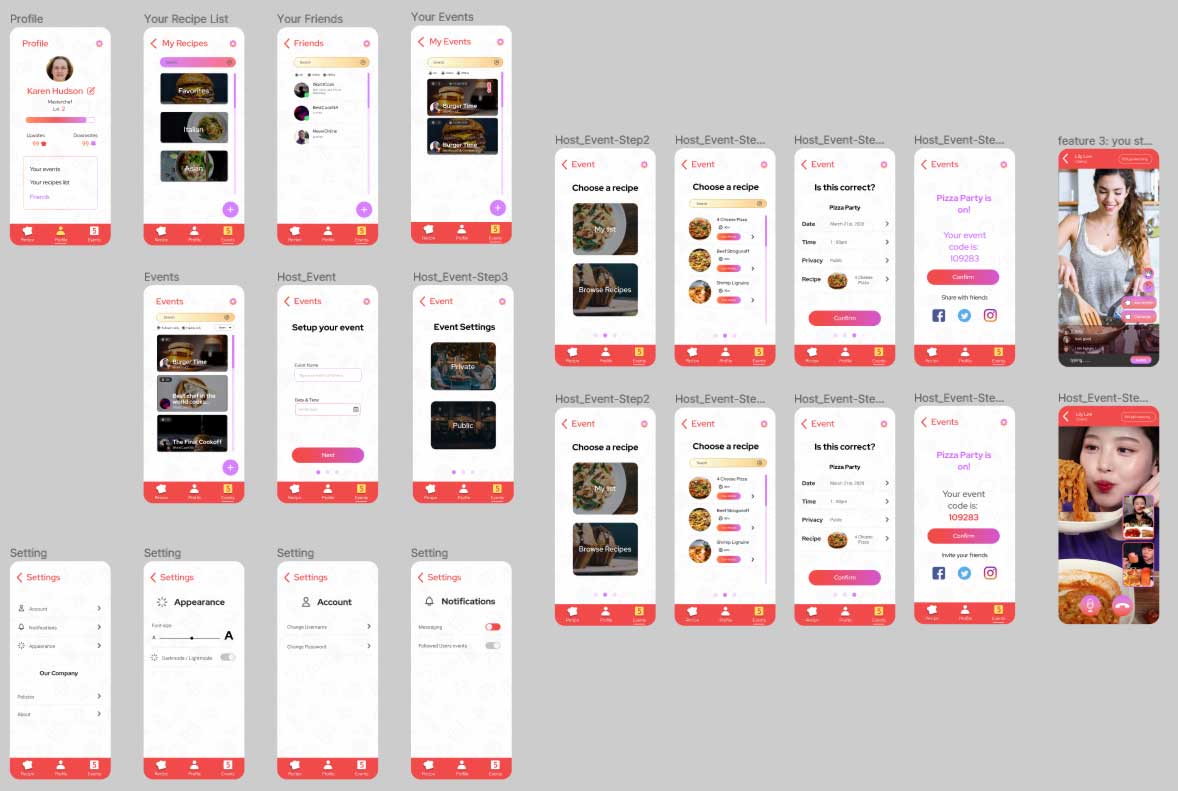 Profile
Profile
Karen Hudson
Masterchef
Lvl. 2
Upvotes
Downvotes
99
99
Your events
Your recipes list
Friends
Recipe
Profile
Events
Your Recipe List
My Recipes
Search
Favorites
Italian
Asian
Recipe
Profile
Events
Your Friends
Friends
Search
Recipe
Profile
Events
Your Events
My Events
Search
Burger Time
Burger Time
Recipe
Profile
Events
Events
Events
Search
Burger Time
Best chef in the
world cooks...
The Final Cookoff
Recipe
Profile
Events
Host_Event
Events
Setup your event
Event Name
Date & Time
Next
Recipe
Profile
Events
Host_Event-Step3
Event
Event Settings
Private
Public
Recipe
Profile
Events
Setting
Settings
Account
Notifications
Appearance
Our Company
Policies
About
Recipe
Profile
Events
Setting
Settings
Appearance
Font size
A
A
Darkmode / Lightmode
Recipe
Profile
Events
Setting
Settings
Account
Change Username
Change Password
Recipe
Profile
Events
Setting
Settings
Notifications
Messaging
Followed Users events
Recipe
Profile
Events
Host_Event-Step2
Event
Choose a recipe
My list
Browse Recipes
Recipe
Profile
Events
Host_Event-Ste...
Event
Choose a recipe
Search
4 Cheese Pizza
Beef Stroganoff
Shrimp Linguine
Recipe
Profile
Events
Host_Event-Ste...
Event
Is this correct?
Pizza Party
Date
March 21st, 2020
Time
1 : 00pm
Privacy
Public
Recipe
4 Cheese
Pizza
Confirm
Recipe
Profile
Events
Host_Event-Ste...
Events
Pizza Party is
on!
Your event
code is:
109283
Confirm
Share with friends
Recipe
Profile
Events
feature 3: you st...
Lily Lee
typing......
Host_Event-Step2
Event
Choose a recipe
My list
Browse Recipes
Recipe
Profile
Events
Host_Event-Ste...
Event
Choose a recipe
Search
4 Cheese Pizza
Beef Stroganoff
Shrimp Linguine
Recipe
Profile
Events
Host_Event-Ste...
Event
Is this correct?
Pizza Party
Date
March 21st, 2020
Time
1 : 00pm
Privacy
Public
Recipe
4 Cheese
Pizza
Confirm
Recipe
Profile
Events
Host_Event-Ste...
Events
Pizza Party is
on!
Your event
code is:
109283
Confirm
Invite your friends
Recipe
Profile
Events
Host_Event-Ste...
Lily Lee